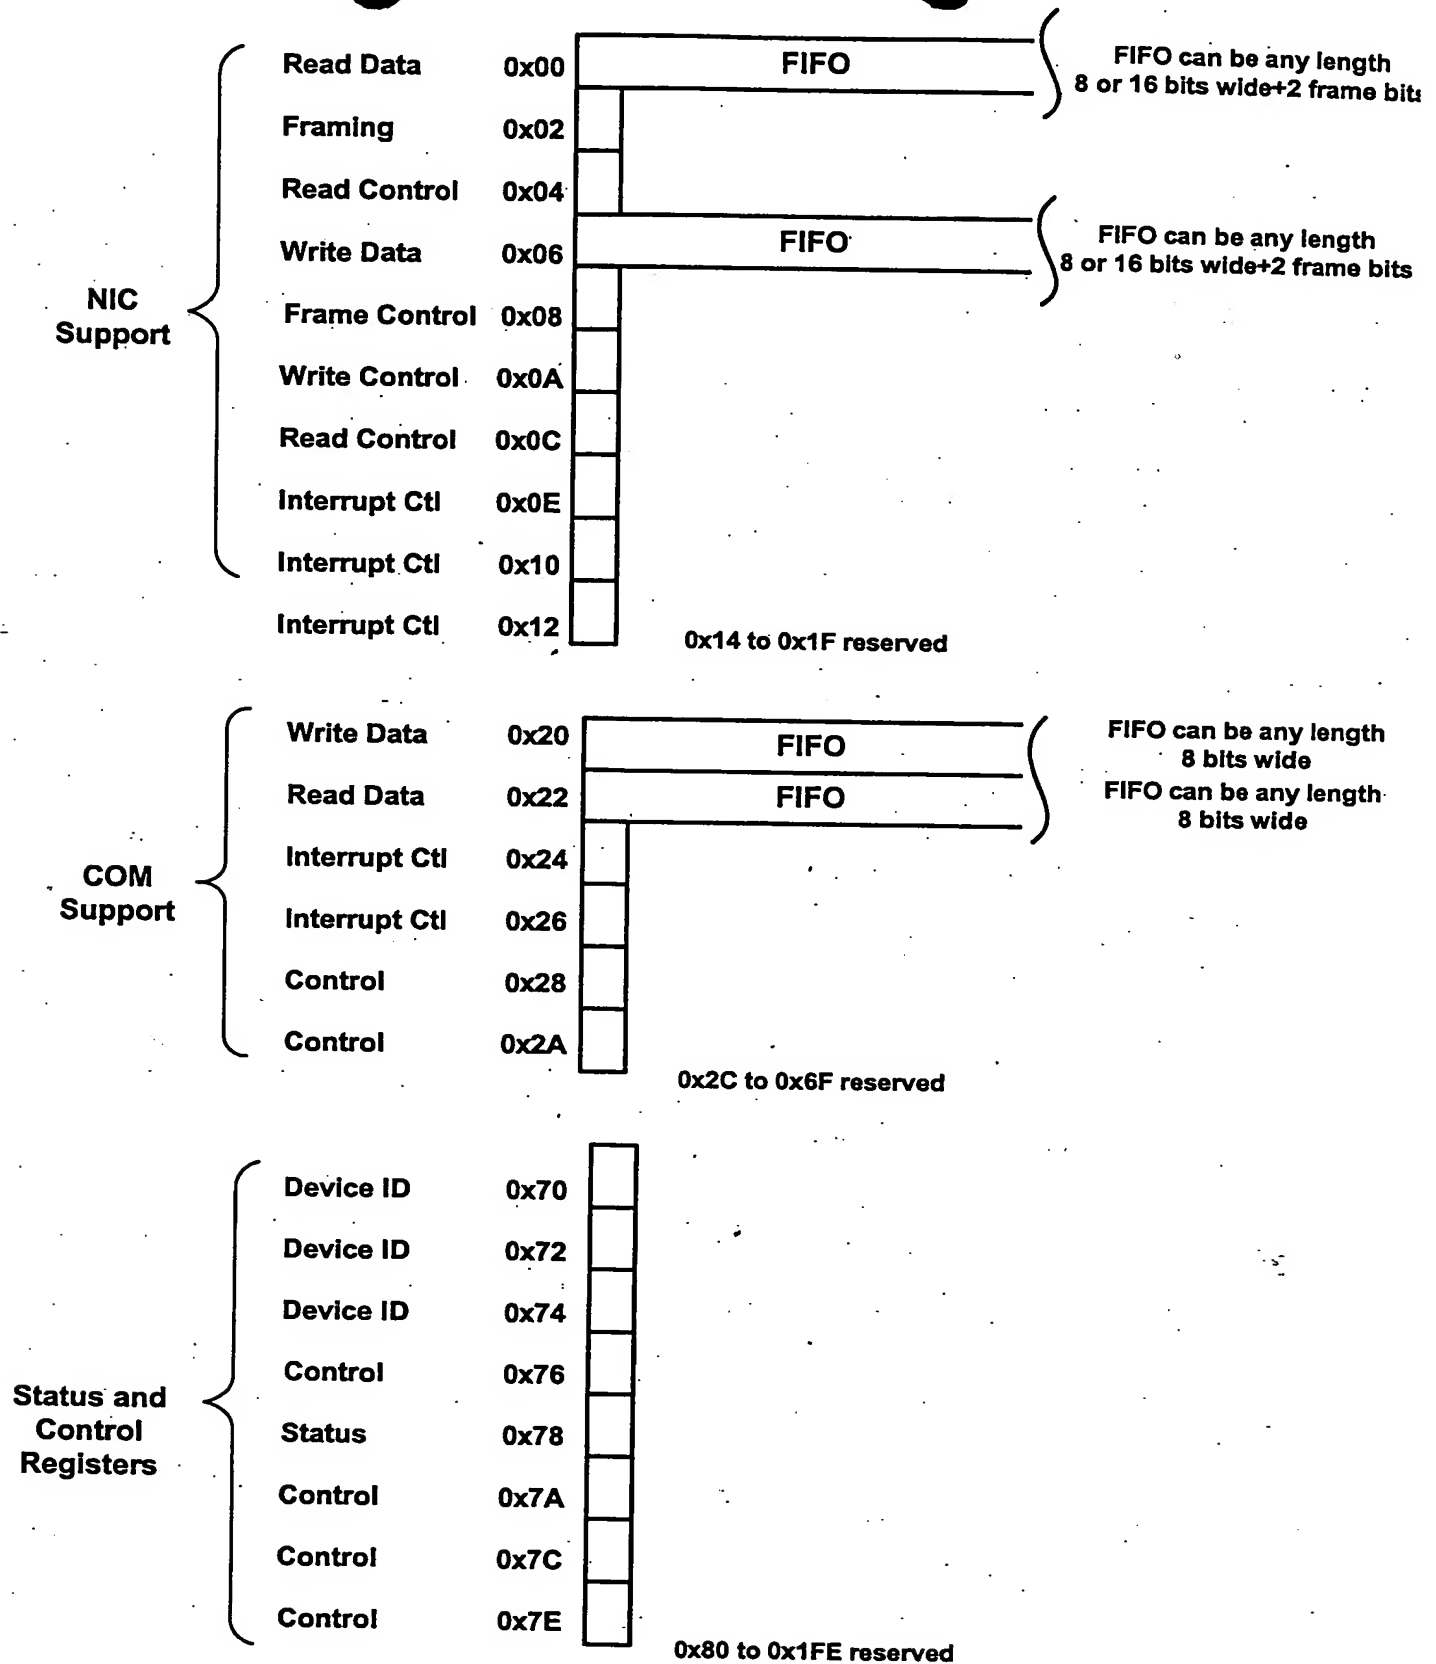 Read Data 0x00 FIFO FIFO can be any length
8 or 16 bits wide+2 frame bits
Framing 0x02
Read Control 0x04
Write Data 0x06 FIFO FIFO can be any length
8 or 16 bits wide+2 frame bits
NIC
Support
Frame Control 0x08
Write Control 0x0A
Read Control 0x0C
Interrupt Ctl 0x0E
Interrupt Ctl 0x10
Interrupt Ctl 0x12
0x14 to 0x1F reserved
Write Data 0x20 FIFO FIFO can be any length
8 bits wide
Read Data 0x22 FIFO FIFO can be any length
8 bits wide
Interrupt Ctl 0x24
COM
Support
Interrupt Ctl 0x26
Control 0x28
Control 0x2A
0x2C to 0x6F reserved
Device ID 0x70
Device ID 0x72
Device ID 0x74
Control 0x76
Status and
Control
Registers
Status 0x78
Control 0x7A
Control 0x7C
Control 0x7E
0x80 to 0x1FE reserved